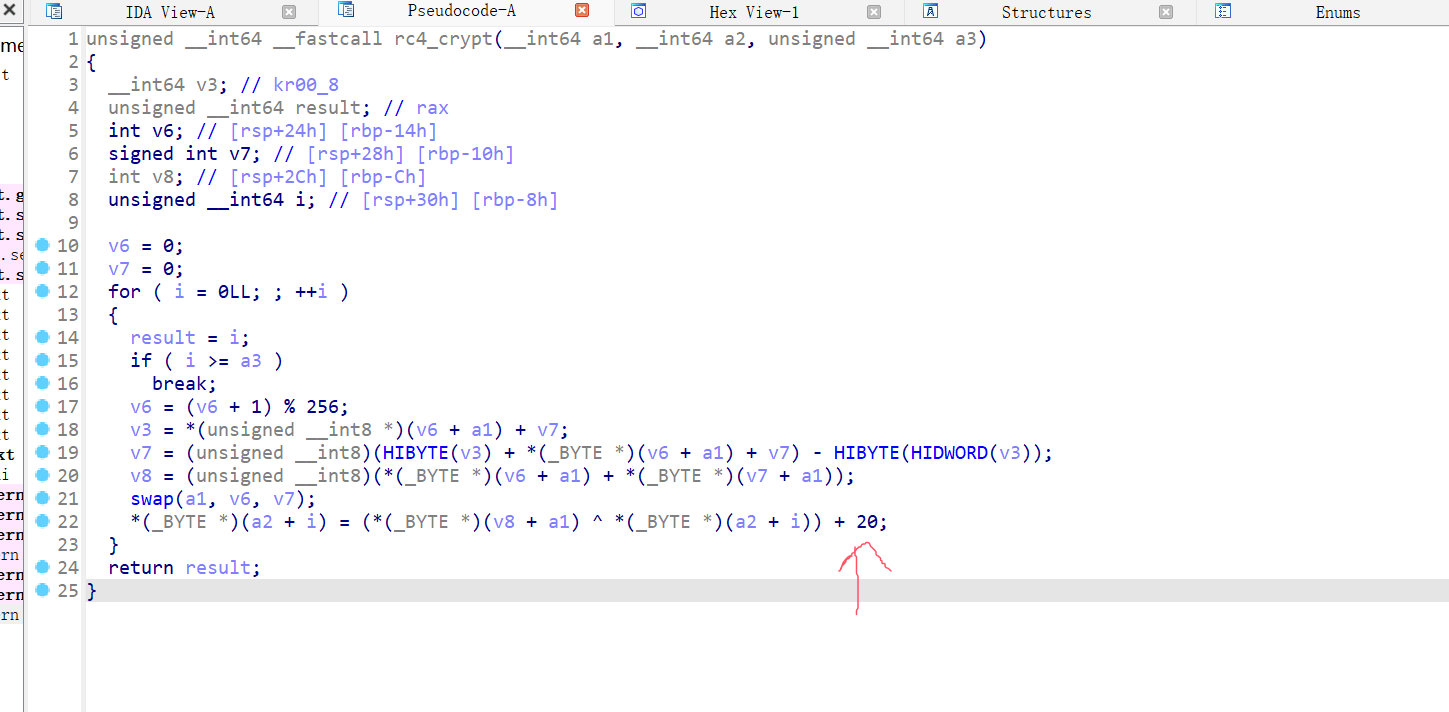 IDA View-A Pseudocode-A Hex View-1 Structures Enums
1 unsigned __int64 __fastcall rc4_crypt(__int64 a1, __int64 a2, unsigned __int64 a3)
2 {
3   __int64 v3; // kr00_8
4   unsigned __int64 result; // rax
5   int v6; // [rsp+24h] [rbp-14h]
6   signed int v7; // [rsp+28h] [rbp-10h]
7   int v8; // [rsp+2Ch] [rbp-Ch]
8   unsigned __int64 i; // [rsp+30h] [rbp-8h]
9
10   v6 = 0;
11   v7 = 0;
12   for ( i = 0LL; ; ++i )
13   {
14     result = i;
15     if ( i >= a3 )
16       break;
17     v6 = (v6 + 1) % 256;
18     v3 = *(unsigned __int8 *)(v6 + a1) + v7;
19     v7 = (unsigned __int8)(HIBYTE(v3) + *(_BYTE *)(v6 + a1) + v7) - HIBYTE(HIDWORD(v3));
20     v8 = (unsigned __int8)(*(_BYTE *)(v6 + a1) + *(_BYTE *)(v7 + a1));
21     swap(a1, v6, v7);
22     *(_BYTE *)(a2 + i) = (*(_BYTE *)(v8 + a1) ^ *(_BYTE *)(a2 + i)) + 20;
23   }
24   return result;
25 }